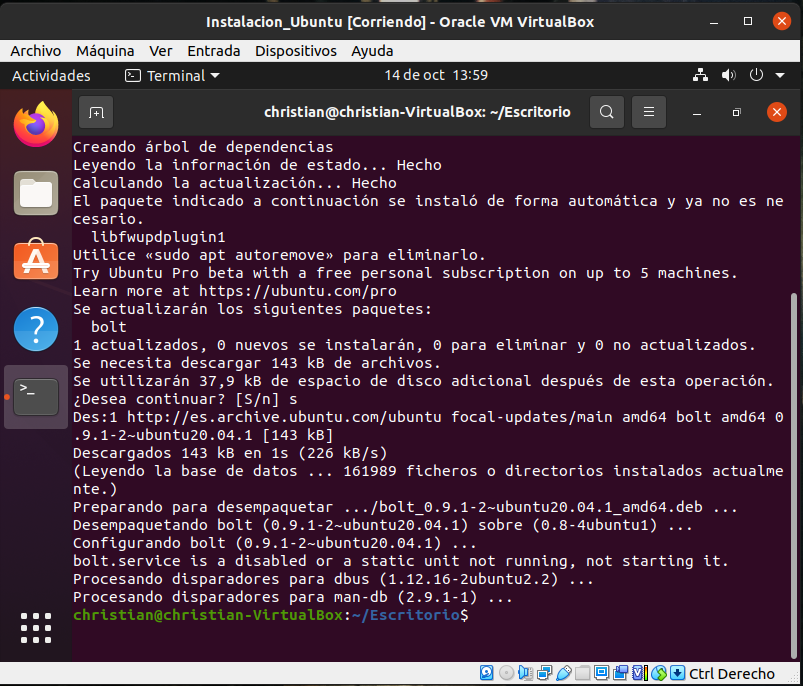 Instalacion_Ubuntu [Corriendo] - Oracle VM VirtualBox
Archivo Máquina Ver Entrada Dispositivos Ayuda
Actividades Terminal 14 de oct 13:59
christian@christian-VirtualBox: ~/Escritorio
Creando árbol de dependencias
Leyendo la información de estado... Hecho
Calculando la actualización... Hecho
El paquete indicado a continuación se instaló de forma automática y ya no es ne
cesario.
libfwupdplugin1
Utilice «sudo apt autoremove» para eliminarlo.
Try Ubuntu Pro beta with a free personal subscription on up to 5 machines.
Learn more at https://ubuntu.com/pro
Se actualizarán los siguientes paquetes:
bolt
1 actualizados, 0 nuevos se instalarán, 0 para eliminar y 0 no actualizados.
Se necesita descargar 143 kB de archivos.
Se utilizarán 37,9 kB de espacio de disco adicional después de esta operación.
¿Desea continuar? [S/n] s
Des:1 http://es.archive.ubuntu.com/ubuntu focal-updates/main amd64 bolt amd64 0
.9.1-2~ubuntu20.04.1 [143 kB]
Descargados 143 kB en 1s (226 kB/s)
(Leyendo la base de datos ... 161989 ficheros o directorios instalados actualme
nte.)
Preparando para desempaquetar .../bolt_0.9.1-2~ubuntu20.04.1_amd64.deb ...
Desempaquetando bolt (0.9.1-2~ubuntu20.04.1) sobre (0.8-4ubuntu1) ...
Configurando bolt (0.9.1-2~ubuntu20.04.1) ...
bolt.service is a disabled or a static unit not running, not starting it.
Procesando disparadores para dbus (1.12.16-2ubuntu2.2) ...
Procesando disparadores para man-db (2.9.1-1) ...
christian@christian-VirtualBox:~/Escritorio$
Ctrl Derecho